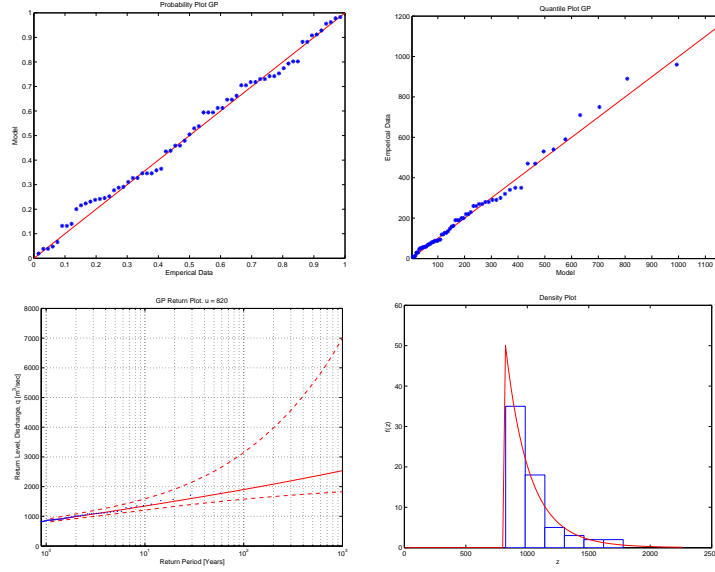 Probability Plot GP
1
0.9
0.8
0.7
0.6
0.5
0.4
0.3
0.2
0.1
0
Model
0 0.1 0.2 0.3 0.4 0.5 0.6 0.7 0.8 0.9 1
Emperical Data
Quantile Plot GP
1200
1000
800
600
400
200
0
Emperical Data
100 200 300 400 500 600 700 800 900 1000 1100
Model
GP Return Plot. u = 820
8000
7000
6000
5000
4000
3000
2000
1000
0
Return Level, Discharge, q [m³/sec]
10⁰ 10¹ 10² 10³
Return Period [Years]
Density Plot
60
50
40
30
20
10
0
f(z)
0 500 1000 1500 2000 2500
z